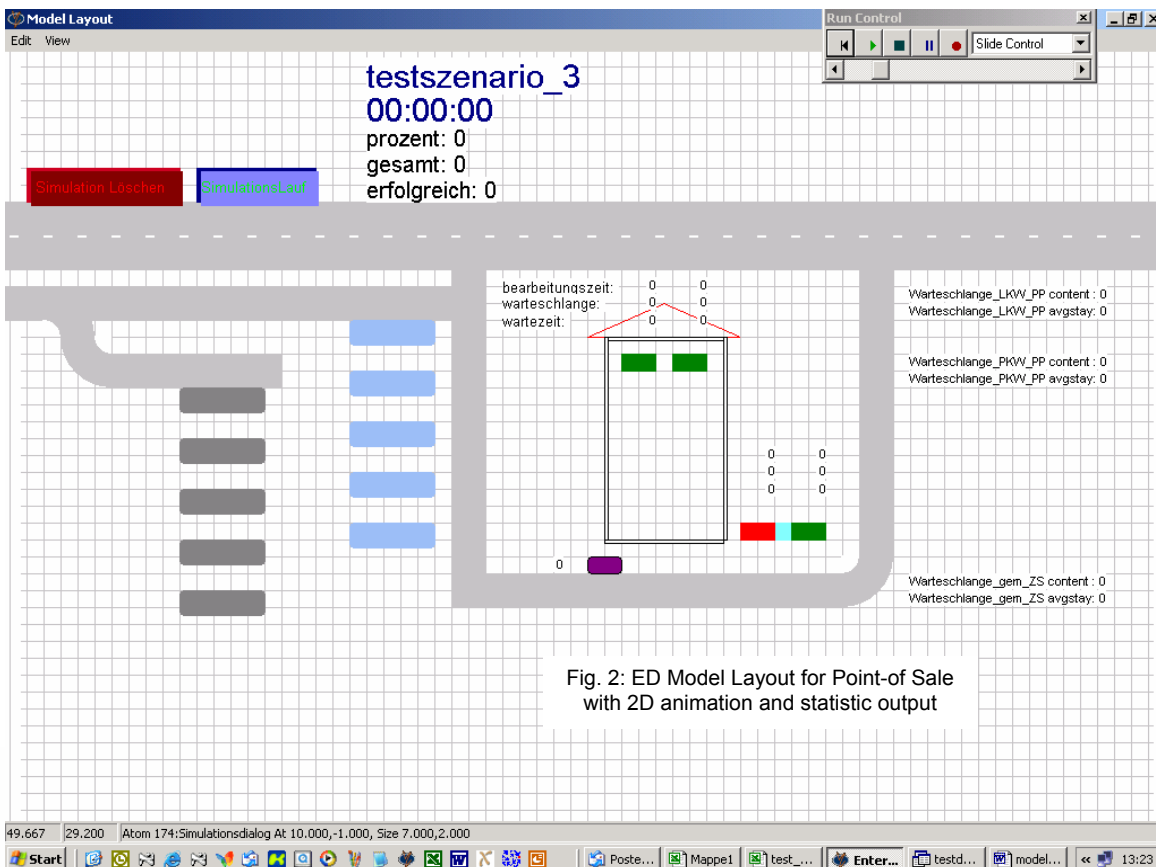 Model Layout
Run Control
Edit View
Slide Control
testszenario_3
00:00:00
prozent: 0
gesamt: 0
erfolgreich: 0
Simulation Löschen
SimulationsLauf
bearbeitungszeit: 0 0
warteschlange: 0 0
wartezeit: 0 0
Warteschlange_LKW_PP content : 0
Warteschlange_LKW_PP avgstay: 0
Warteschlange_PKW_PP content : 0
Warteschlange_PKW_PP avgstay: 0
0 0
0 0
0 0
0
Warteschlange_gem_ZS content : 0
Warteschlange_gem_ZS avgstay: 0
Fig. 2: ED Model Layout for Point-of Sale
with 2D animation and statistic output
49.667 29.200 Atom 174:Simulationsdialog At 10.000,-1.000, Size 7.000,2.000
Start Poste... Mappe1 test_... Enter... testd... model... « 13:23